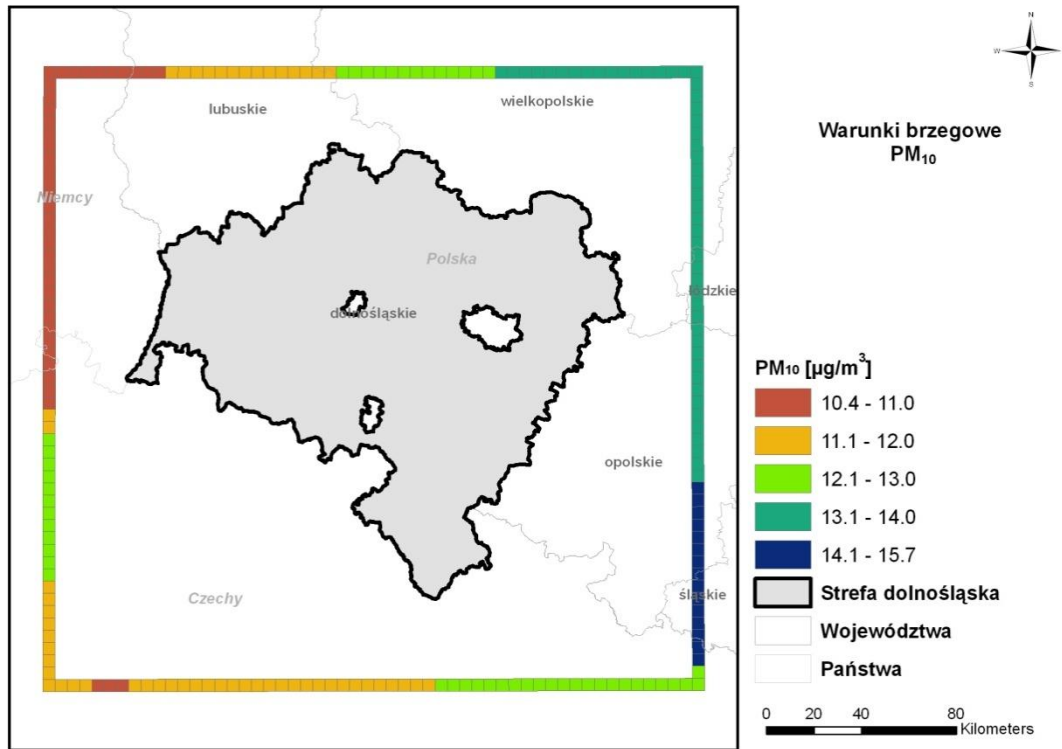 N
W
E
S
lubuskie
wielkopolskie
Warunki brzegowe
PM₁₀
Niemcy
Polska
łódzkie
dolnośląskie
PM₁₀ [µg/m³]
10.4 - 11.0
11.1 - 12.0
opolskie
12.1 - 13.0
13.1 - 14.0
14.1 - 15.7
Czechy
śląskie
Strefa dolnośląska
Województwa
Państwa
0 20 40 80 Kilometers